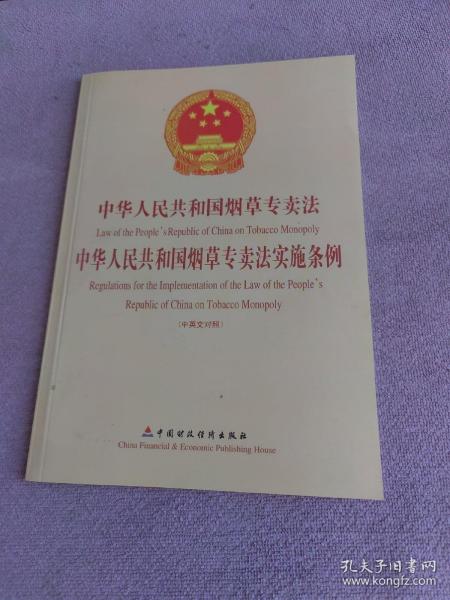 中华人民共和国烟草专卖法
Law of the People's Republic of China on Tobacco Monopoly
中华人民共和国烟草专卖法实施条例
Regulations for the Implementation of the Law of the People's
Republic of China on Tobacco Monopoly
(中英文对照)
中国财政经济出版社
China Financial & Economic Publishing House
孔夫子旧书网
www.kongfz.com